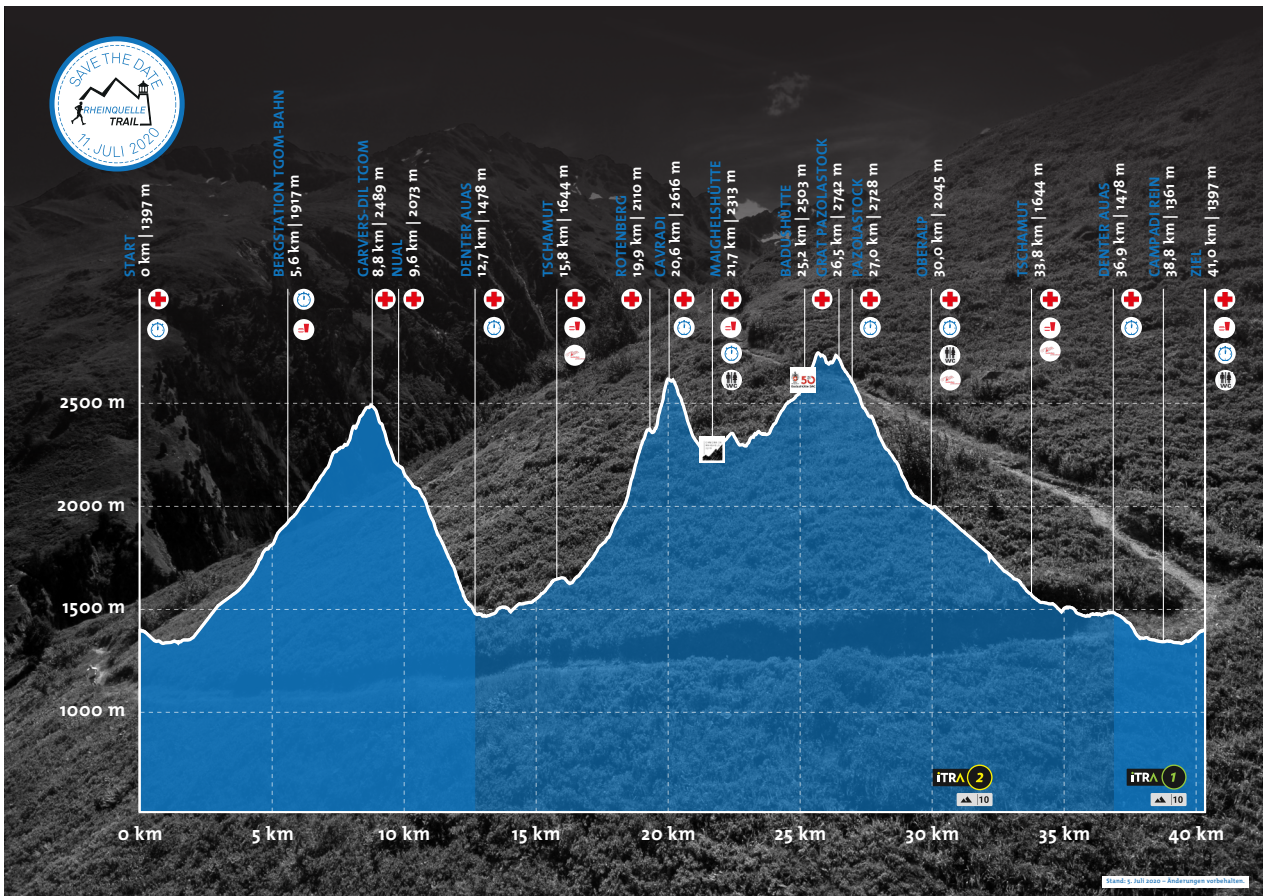 SAVE THE DATE
RHEINQUELLE
TRAIL
11. JULI 2020
START
0 km | 1397 m
BERGSTATION TGOM-BAHN
5,6 km | 1917 m
GARVERS-DIL TGOM
8,8 km | 2489 m
NUAL
9,6 km | 2073 m
DENTER AUAS
12,7 km | 1478 m
TSCHAMUT
15,8 km | 1644 m
ROTENBERG
19,9 km | 2110 m
CAVRADI
20,6 km | 2616 m
MAIGHELSHÜTTE
21,7 km | 2313 m
BADUSHÜTTE
25,2 km | 2503 m
GRAT PAZOLASTOCK
26,5 km | 2742 m
PAZOLASTOCK
27,0 km | 2728 m
OBERALP
30,0 km | 2045 m
TSCHAMUT
33,8 km | 1644 m
DENTER AUAS
36,9 km | 1478 m
CAMPADI REIN
38,8 km | 1361 m
ZIEL
41,0 km | 1397 m
WC
WC
WC
50
2500 m
2000 m
1500 m
1000 m
iTRA 2
10
iTRA 1
10
0 km
5 km
10 km
15 km
20 km
25 km
30 km
35 km
40 km
Stand: 5. Juli 2020 – Änderungen vorbehalten.